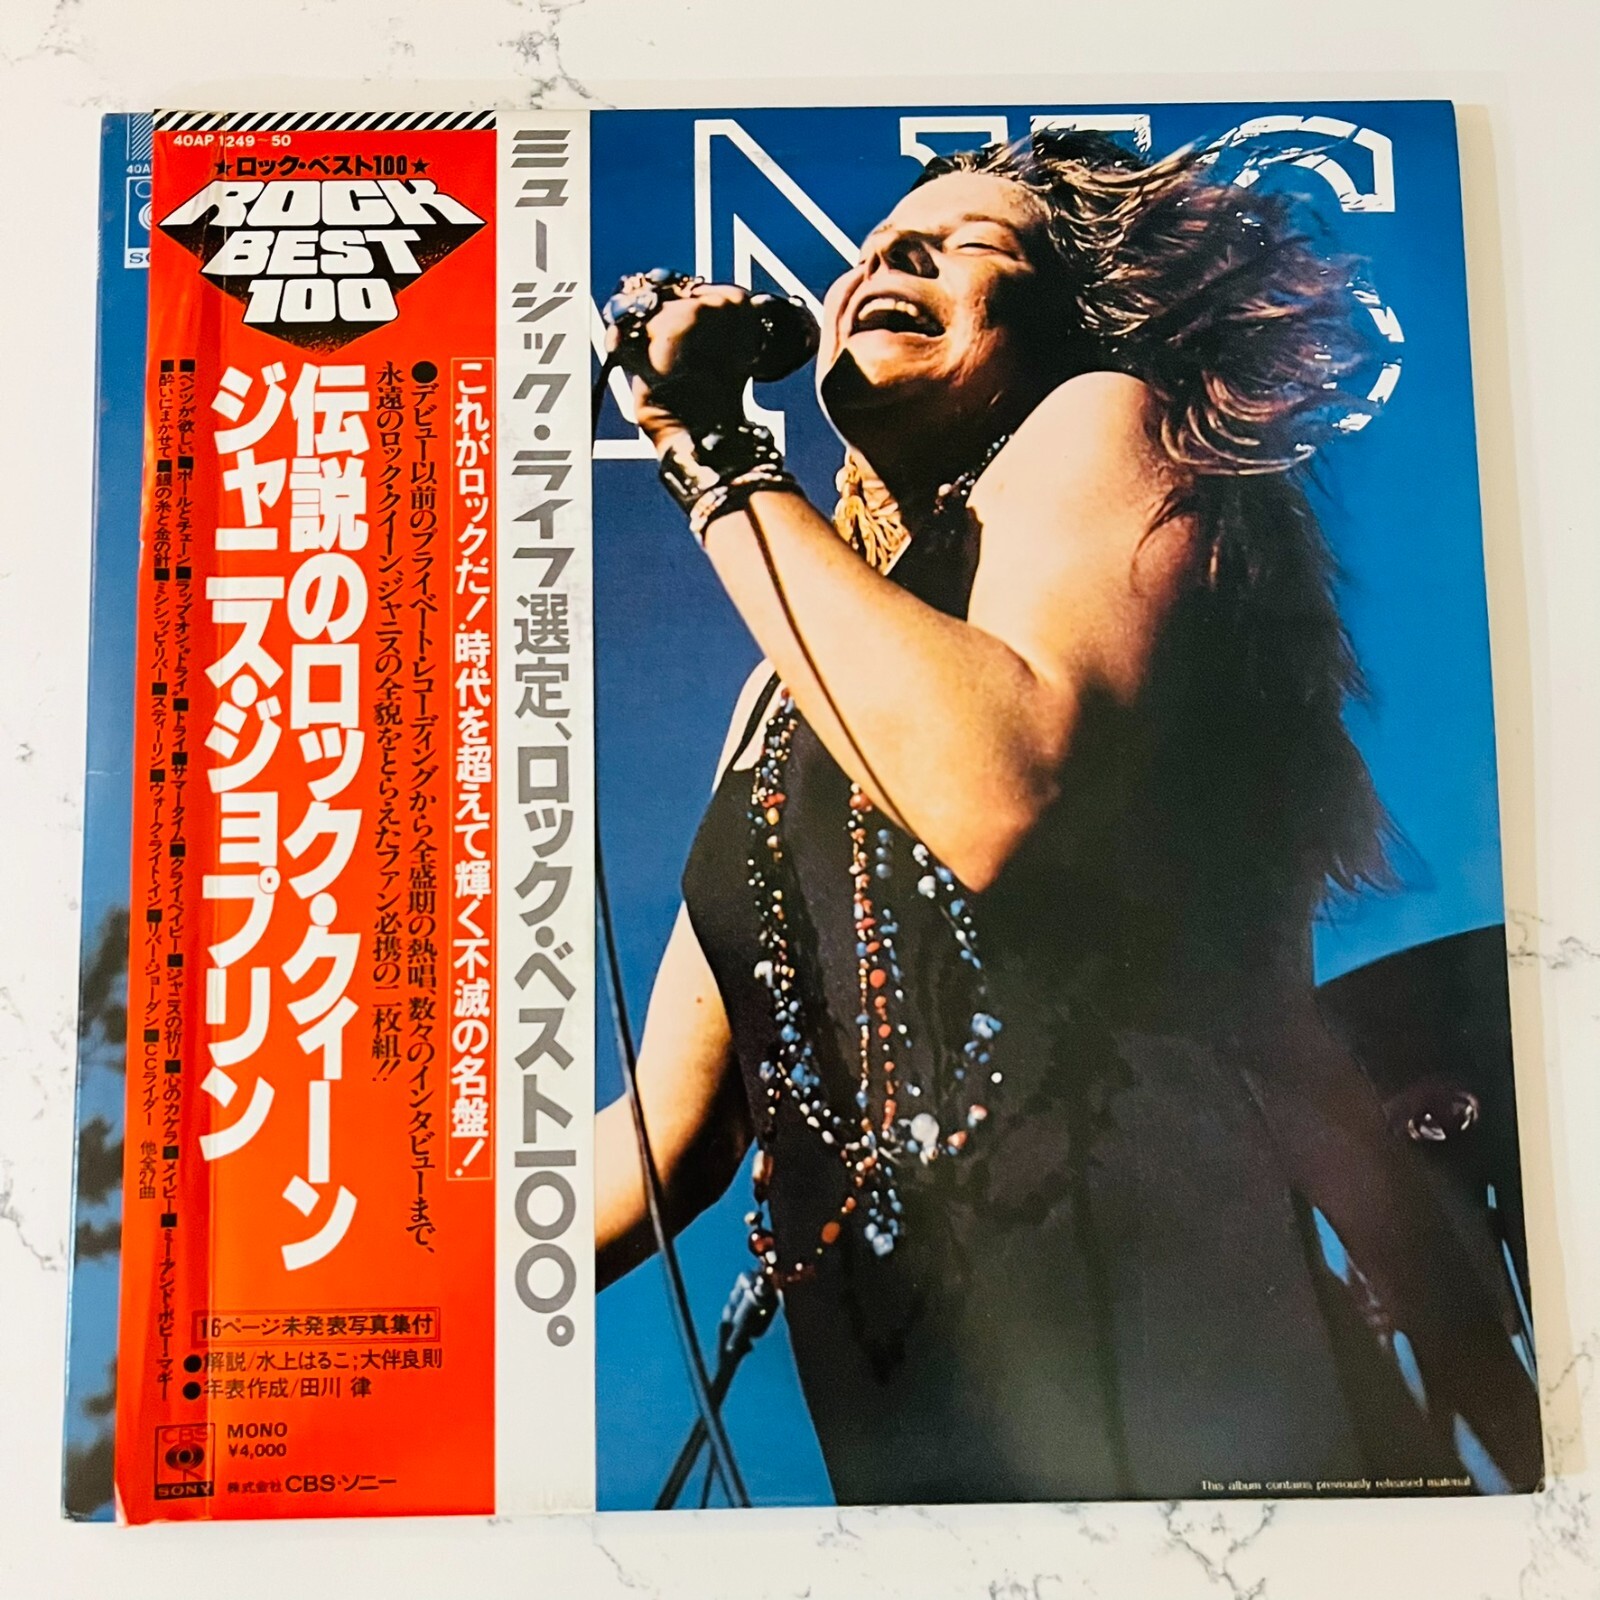 40AP 1249~50
★ロック・ベスト100★
ROCK
BEST
100
ミュージック・ライフ選定、ロック・ベスト一〇〇。
これがロックだ!時代を超えて輝く不滅の名盤!
●デビュー以前のプライベート・レコーディングから全盛期の熱唱、数々のインタビューまで、
永遠のロック・クイーン、ジャニスの全貌をとらえたファン必携の二枚組!!
伝説のロック・クィーン
ジャニス・ジョプリン
■ベンツが欲しい■ボールとチェーン■ラップ・オン・“ドライ”■トライ■サマータイム■クライ・ベイビー■ジャニスの祈り■心のカケラ■メイビー■ミー・アンド・ボビー・マギー
■酔いにまかせて■銀の糸と金の針■ミシシッピ・リバー■スティーリン■ウォーク・ライト・イン■リバー・ジョーダン■CCライダー 他全27曲
16ページ未発表写真集付
●解説/水上はるこ;大伴良則
●年表作成/田川 律
CBS
SONY
MONO
¥4,000
株式会社CBS・ソニー
40A
SO
NIS
This album contains previously released material